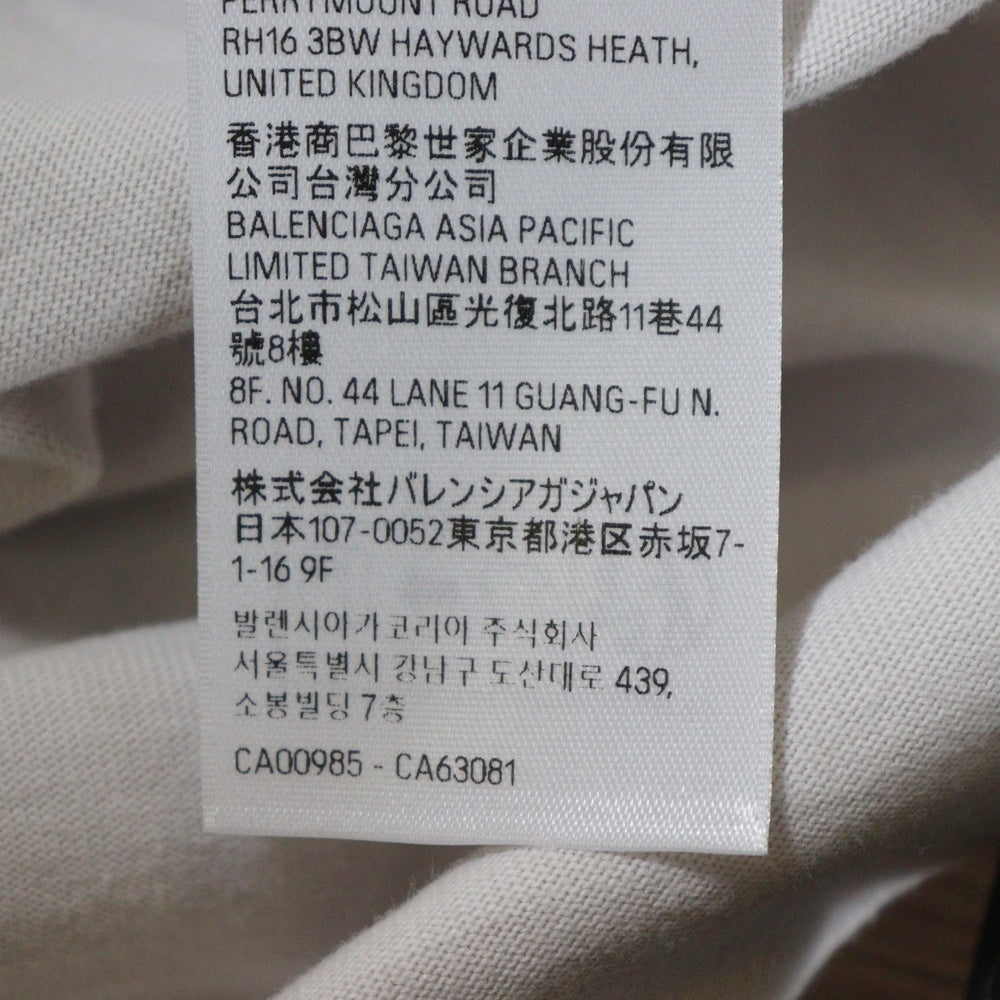 PERRYMOUNT ROAD
RH16 3BW HAYWARDS HEATH,
UNITED KINGDOM
香港商巴黎世家企業股份有限
公司台灣分公司
BALENCIAGA ASIA PACIFIC
LIMITED TAIWAN BRANCH
台北市松山區光復北路11巷44
號8樓
8F. NO. 44 LANE 11 GUANG-FU N.
ROAD, TAPEI, TAIWAN
株式会社バレンシアガジャパン
日本107-0052東京都港区赤坂7-
1-16 9F
발렌시아가코리아 주식회사
서울특별시 강남구 도산대로 439,
소봉빌딩 7층
CA00985 - CA63081